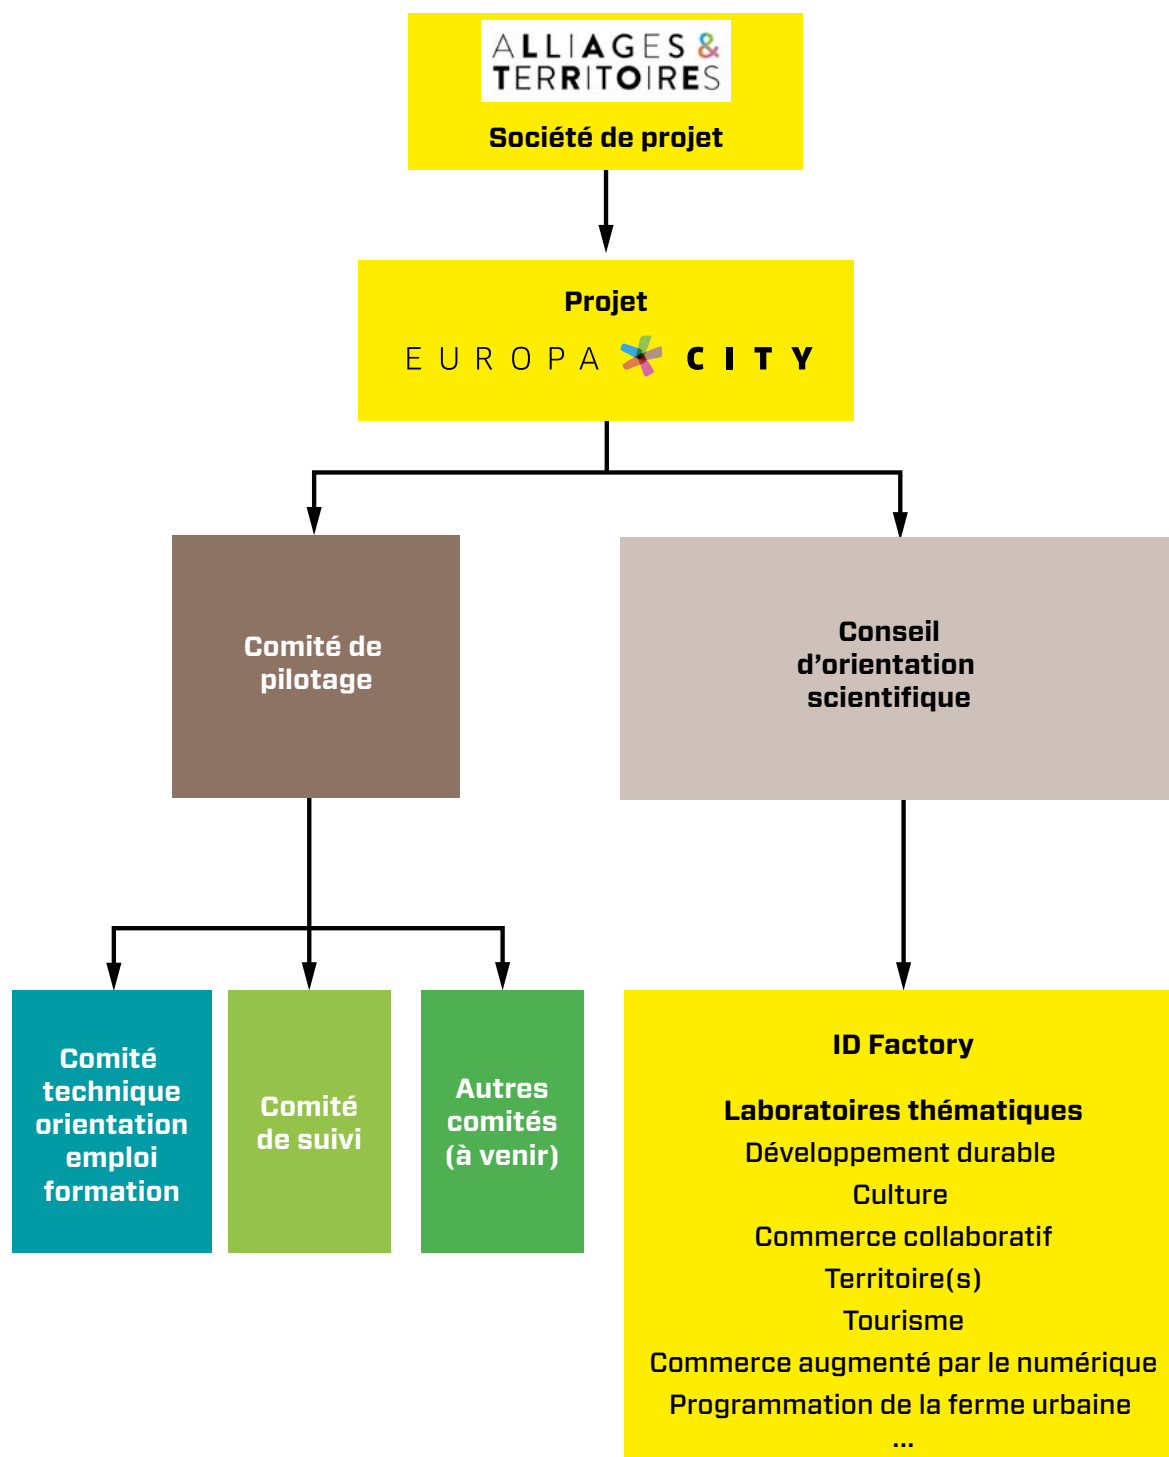 ALLIAGES &
TERRITOIRES
Société de projet
Projet
EUROPA CITY
Comité de
pilotage
Conseil
d’orientation
scientifique
Comité
technique
orientation
emploi
formation
Comité
de suivi
Autres
comités
(à venir)
ID Factory
Laboratoires thématiques
Développement durable
Culture
Commerce collaboratif
Territoire(s)
Tourisme
Commerce augmenté par le numérique
Programmation de la ferme urbaine
...